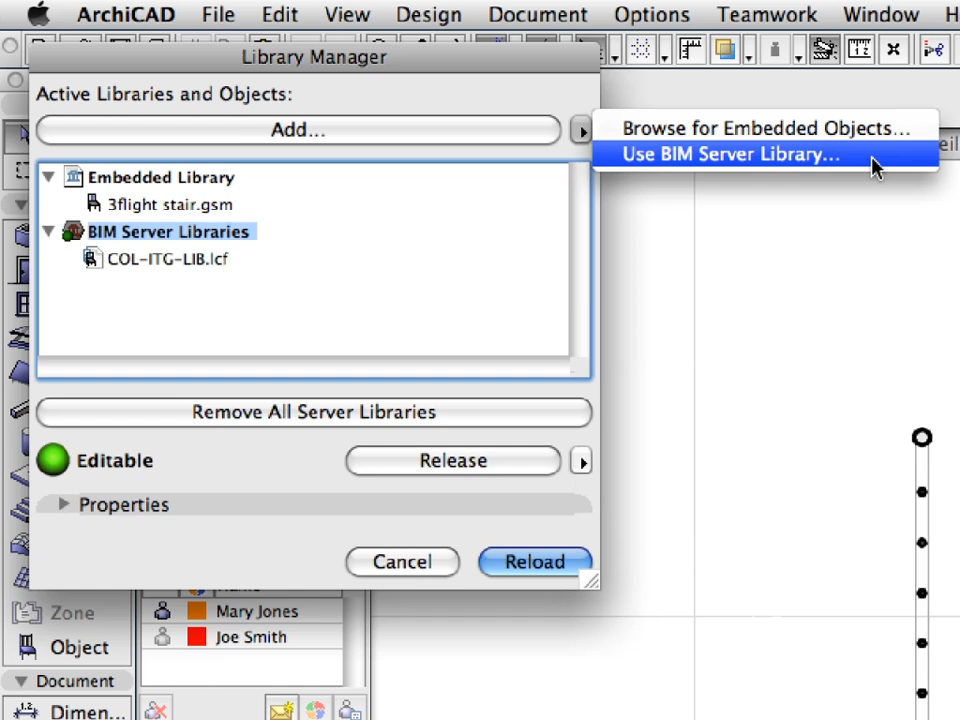 ArchiCAD File Edit View Design Document Options Teamwork Window
Library Manager
Active Libraries and Objects:
Add...
Browse for Embedded Objects...
Use BIM Server Library...
Embedded Library
3flight stair.gsm
BIM Server Libraries
COL-ITG-LIB.lcf
Remove All Server Libraries
Editable
Release
Properties
Cancel
Reload
Mary Jones
Joe Smith
Zone
Object
Document
Dimen...